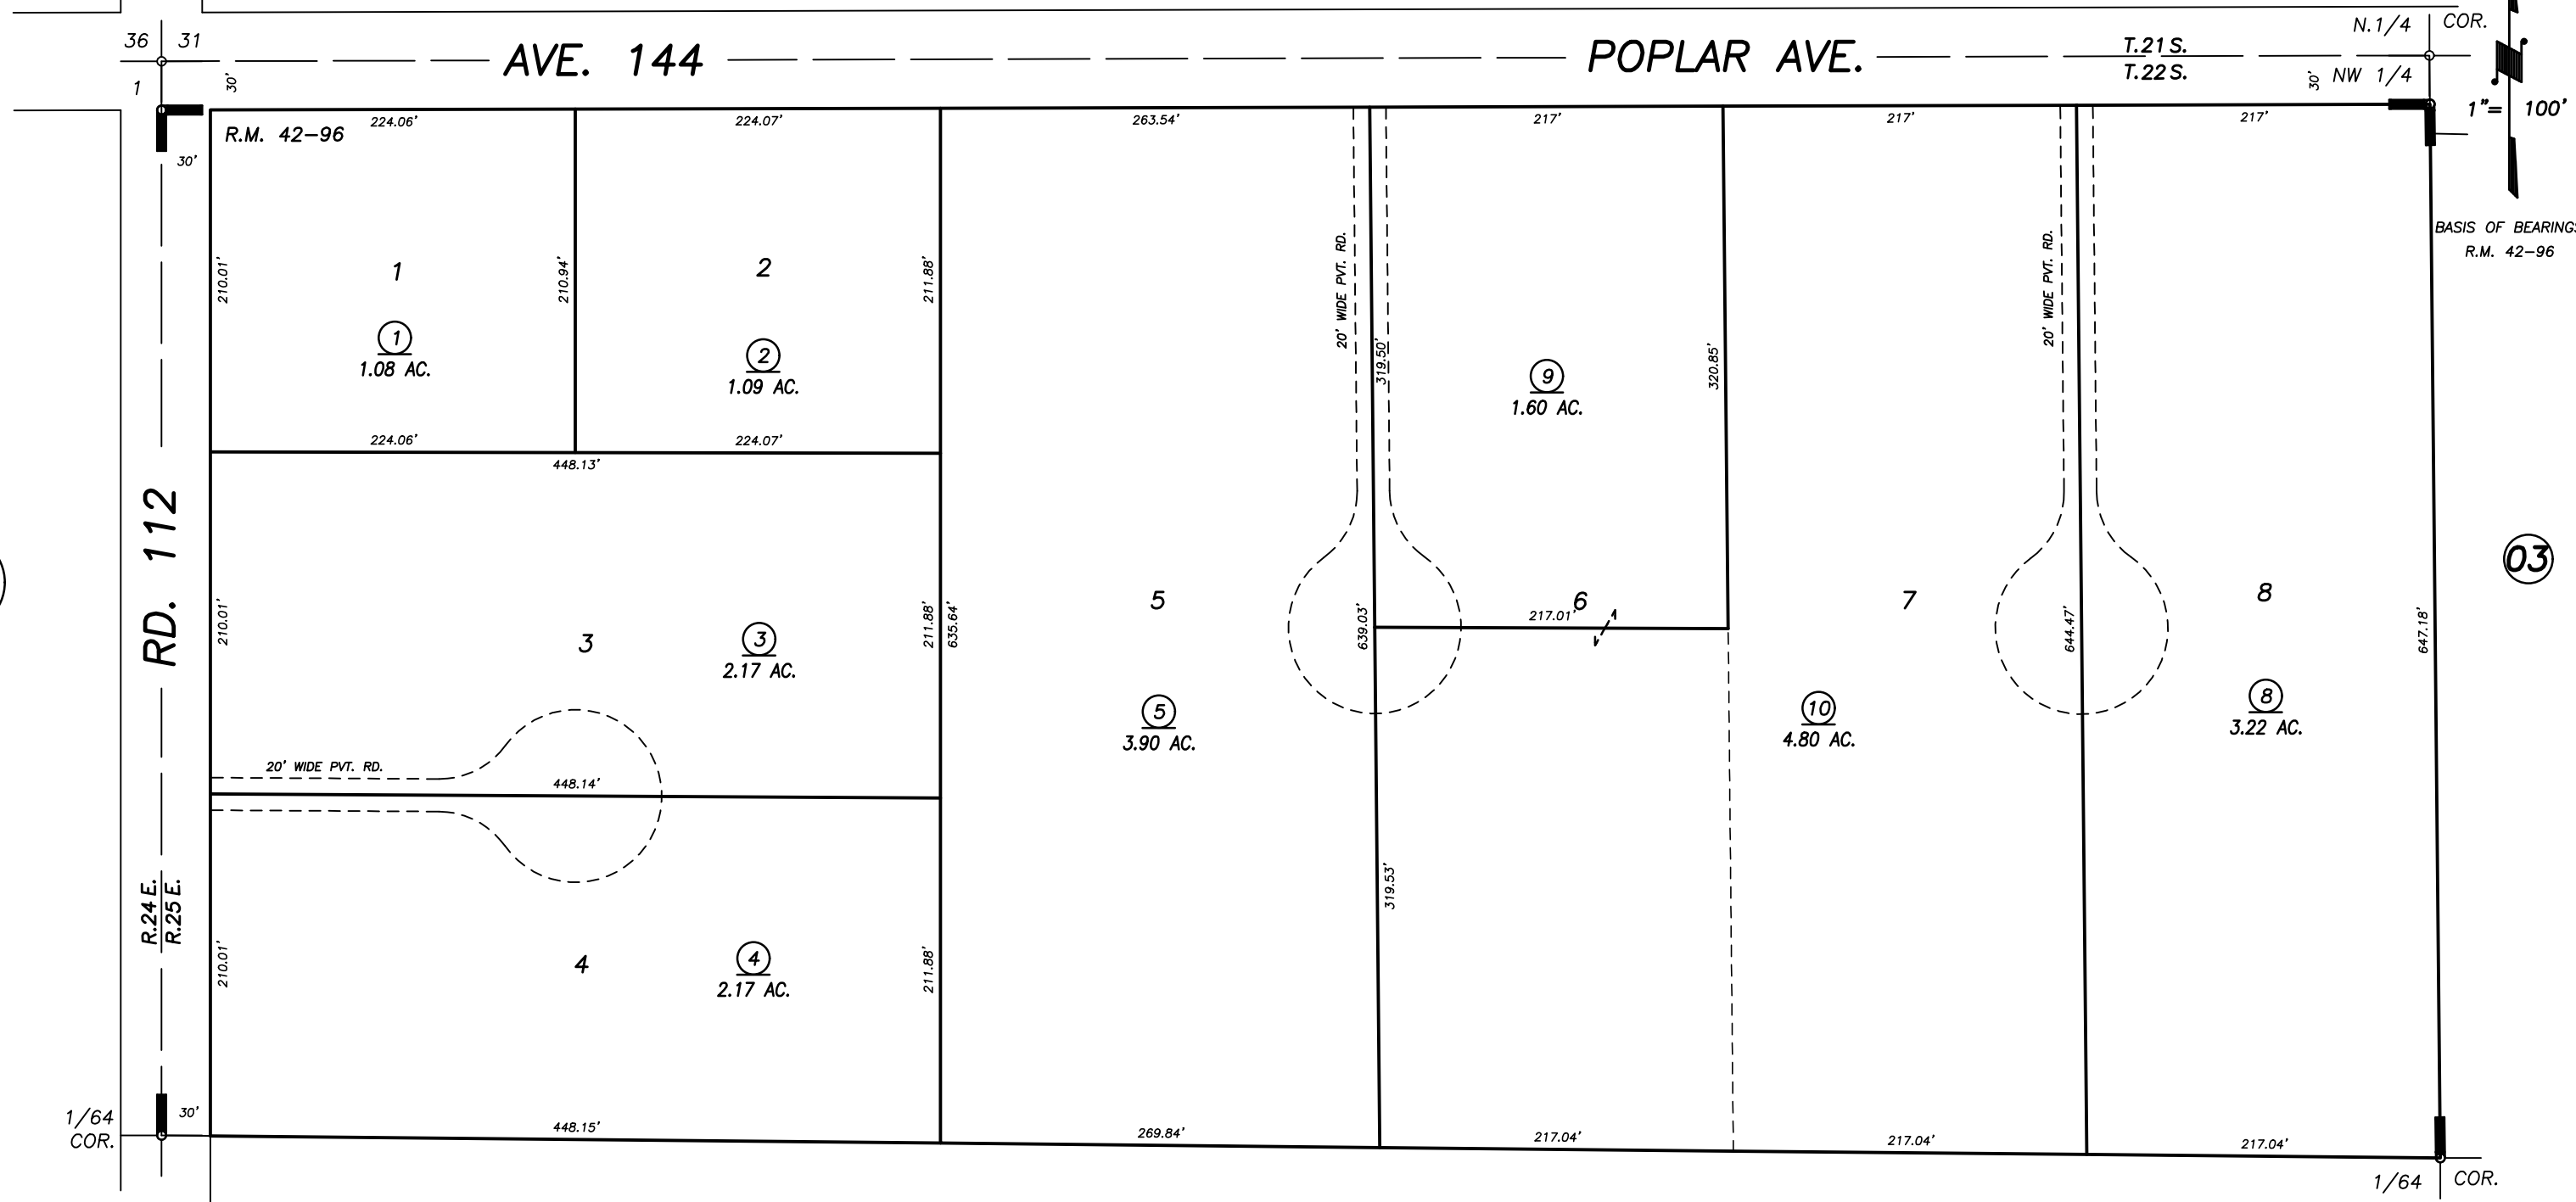 36 31
1
30'
AVE. 144
POPLAR AVE.
T.21 S.
T.22 S.
N.1/4 COR.
30'
NW 1/4
1"= 100'
BASIS OF BEARINGS
R.M. 42-96
30'
R.M. 42-96
224.06'
224.07'
263.54'
217'
217'
217'
210.01'
1
1
1.08 AC.
210.94'
2
2
1.09 AC.
211.88'
20' WIDE PVT. RD.
319.50'
9
1.60 AC.
320.85'
20' WIDE PVT. RD.
224.06'
224.07'
448.13'
RD. 112
210.01'
3
3
2.17 AC.
211.88'
635.64'
5
5
3.90 AC.
639.03'
6
217.01'
7
10
4.80 AC.
644.47'
8
8
3.22 AC.
647.18'
03
20' WIDE PVT. RD.
448.14'
R.24 E.
R.25 E.
210.01'
4
4
2.17 AC.
211.88'
319.53'
1/64
COR.
30'
448.15'
269.84'
217.04'
217.04'
217.04'
1/64 COR.